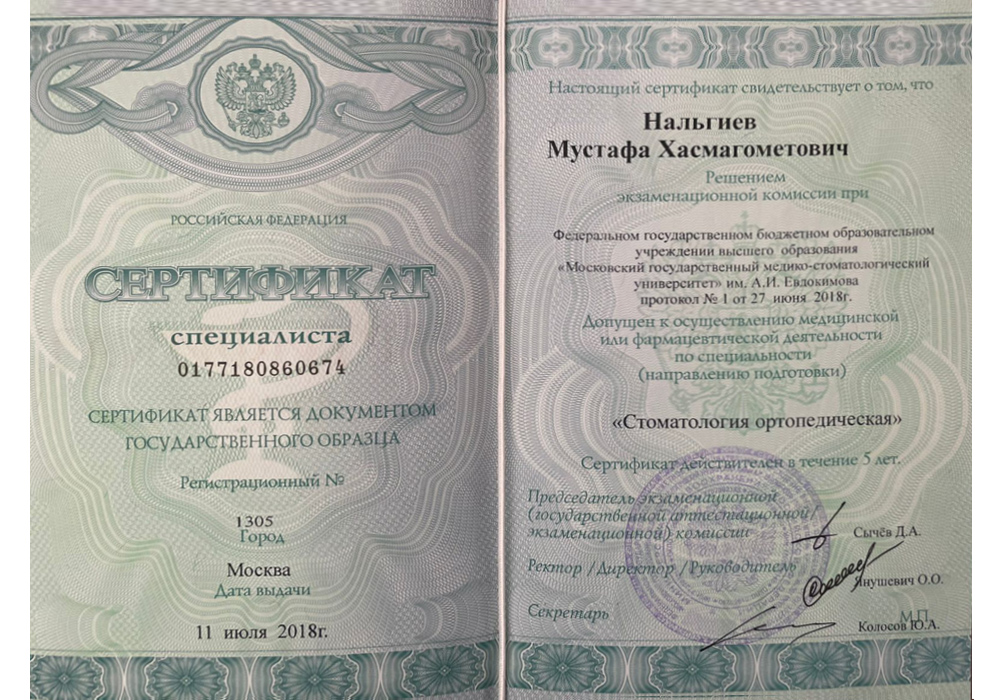 РОССИЙСКАЯ ФЕДЕРАЦИЯ
СЕРТИФИКАТ
специалиста
0177180860674
СЕРТИФИКАТ ЯВЛЯЕТСЯ ДОКУМЕНТОМ
ГОСУДАРСТВЕННОГО ОБРАЗЦА
Регистрационный №
1305
Город
Москва
Дата выдачи
11 июля 2018г.
Настоящий сертификат свидетельствует о том, что
Нальгиев
Мустафа Хасмагометович
Решением
экзаменационной комиссии при
Федеральном государственном бюджетном образовательном
учреждении высшего образования
«Московский государственный медико-стоматологический
университет» им. А.И. Евдокимова
протокол № 1 от 27 июня 2018г.
Допущен к осуществлению медицинской
или фармацевтической деятельности
по специальности
(направлению подготовки)
«Стоматология ортопедическая»
Сертификат действителен в течение 5 лет.
Председатель экзаменационной
(государственной аттестационной/
экзаменационной) комиссии
Сычёв Д.А.
Ректор /Директор /Руководитель
Янушевич О.О.
Секретарь
М.П.
Колосов Ю.А.